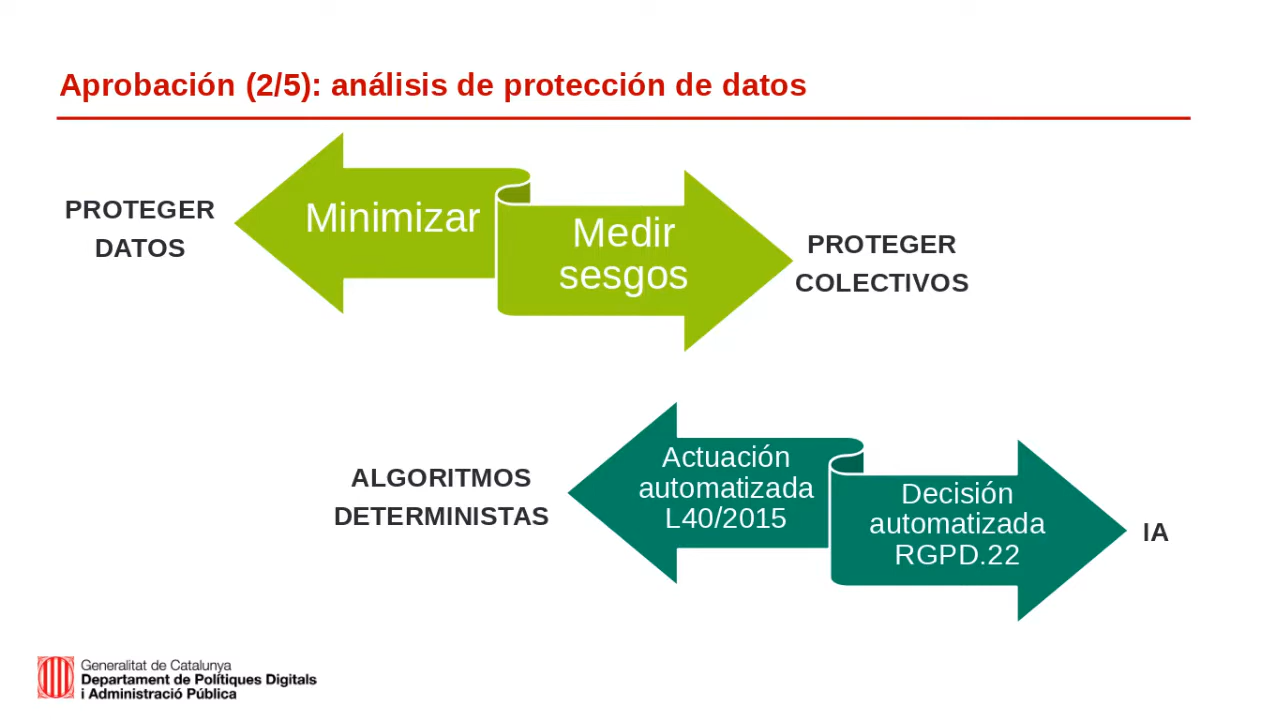 Aprobación (2/5): análisis de protección de datos
PROTEGER
DATOS
Minimizar
Medir
sesgos
PROTEGER
COLECTIVOS
ALGORITMOS
DETERMINISTAS
Actuación
automatizada
L40/2015
Decisión
automatizada
RGPD.22
IA
Generalitat de Catalunya
Departament de Polítiques Digitals
i Administració Pública